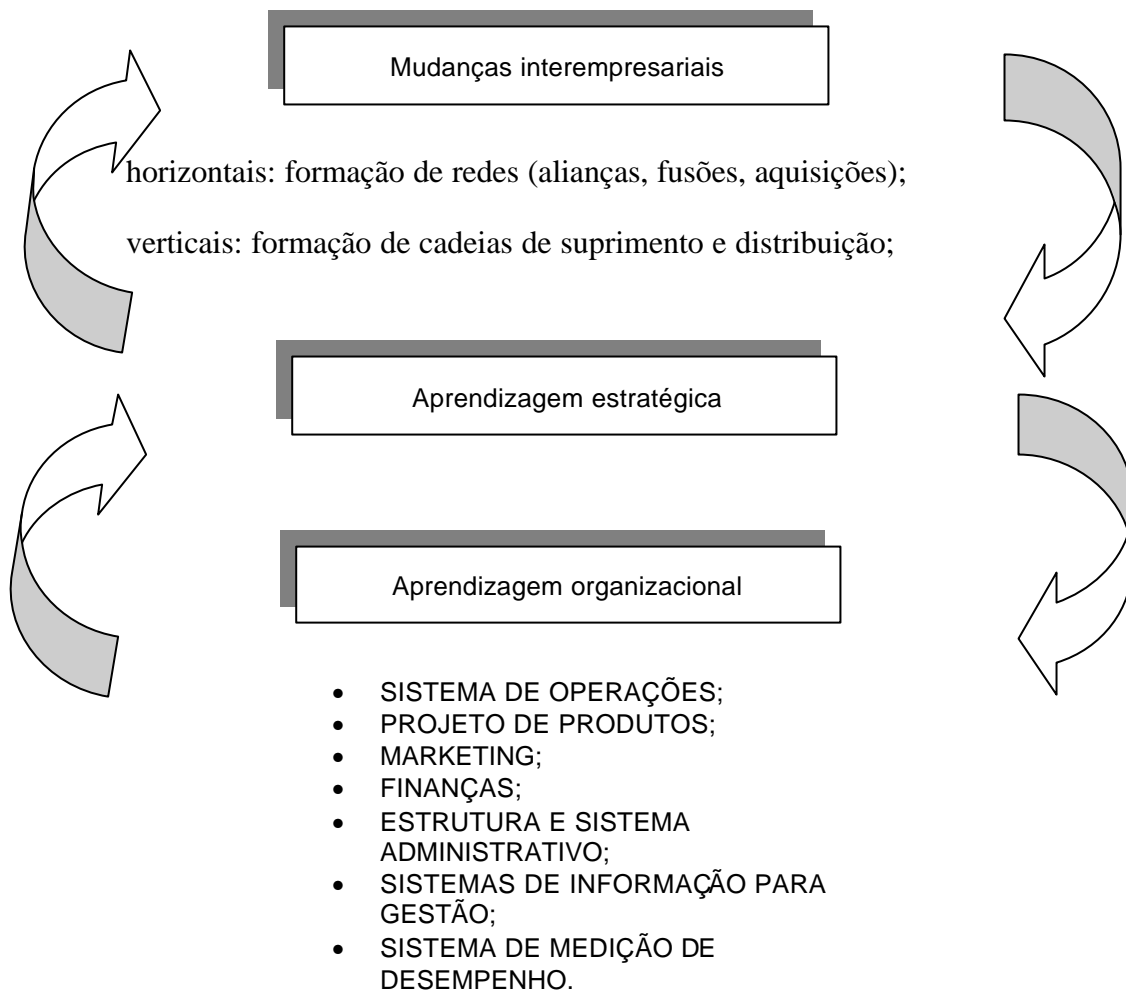 Mudanças interempresariais
horizontais: formação de redes (alianças, fusões, aquisições);
verticais: formação de cadeias de suprimento e distribuição;
Aprendizagem estratégica
Aprendizagem organizacional
• SISTEMA DE OPERAÇÕES;
• PROJETO DE PRODUTOS;
• MARKETING;
• FINANÇAS;
• ESTRUTURA E SISTEMA
ADMINISTRATIVO;
• SISTEMAS DE INFORMAÇÃO PARA
GESTÃO;
• SISTEMA DE MEDIÇÃO DE
DESEMPENHO.